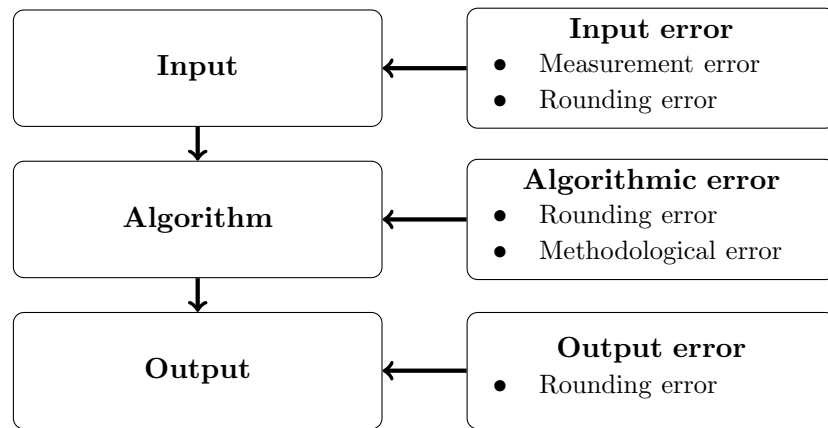 Input
Input error
• Measurement error
• Rounding error
Algorithm
Algorithmic error
• Rounding error
• Methodological error
Output
Output error
• Rounding error